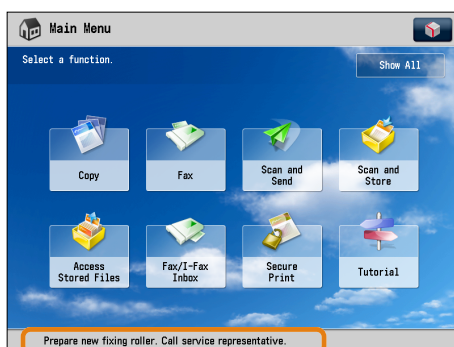 Main Menu
Select a function.
Show All
Copy
Fax
Scan and
Send
Scan and
Store
Access
Stored Files
Fax/I-Fax
Inbox
Secure
Print
Tutorial
Prepare new fixing roller. Call service representative.